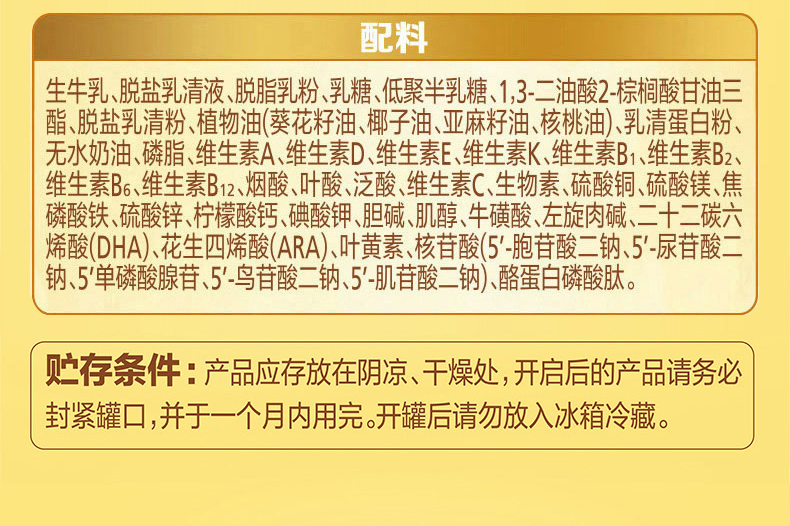 配料
生牛乳、脱盐乳清液、脱脂乳粉、乳糖、低聚半乳糖、1,3-二油酸2-棕榈酸甘油三
酯、脱盐乳清粉、植物油(葵花籽油、椰子油、亚麻籽油、核桃油)、乳清蛋白粉、
无水奶油、磷脂、维生素A、维生素D、维生素E、维生素K、维生素B₁、维生素B₂、
维生素B₆、维生素B₁₂、烟酸、叶酸、泛酸、维生素C、生物素、硫酸铜、硫酸镁、焦
磷酸铁、硫酸锌、柠檬酸钙、碘酸钾、胆碱、肌醇、牛磺酸、左旋肉碱、二十二碳六
烯酸(DHA)、花生四烯酸(ARA)、叶黄素、核苷酸(5′-胞苷酸二钠、5′-尿苷酸二
钠、5′单磷酸腺苷、5′-鸟苷酸二钠、5′-肌苷酸二钠)、酪蛋白磷酸肽。
贮存条件:产品应存放在阴凉、干燥处,开启后的产品请务必
封紧罐口,并于一个月内用完。开罐后请勿放入冰箱冷藏。